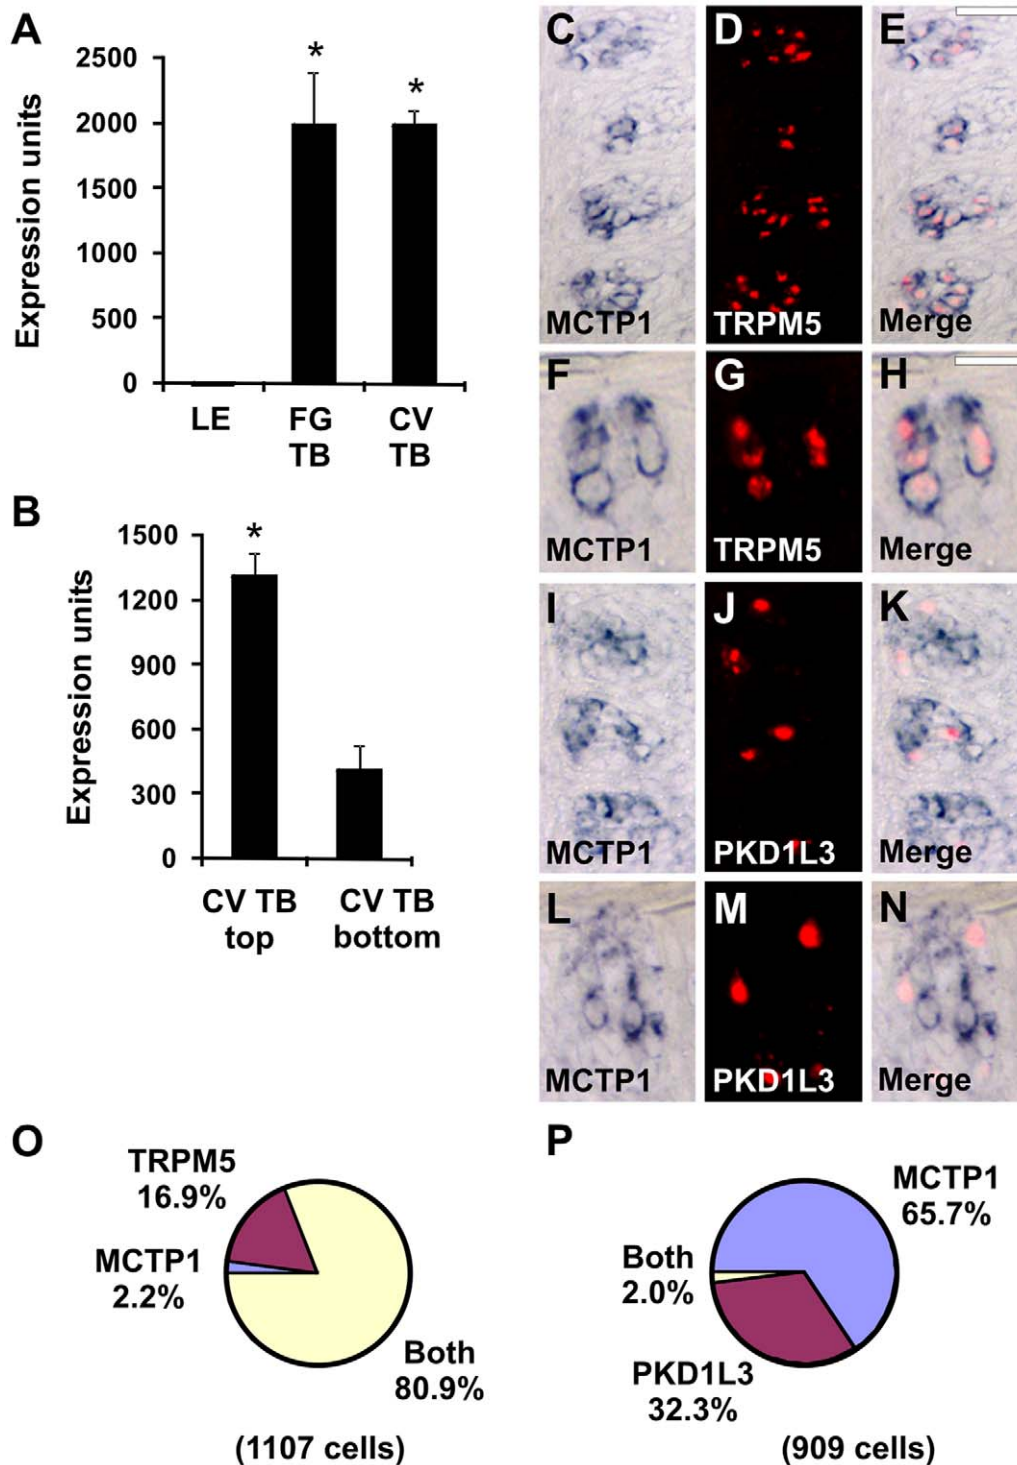 A
Expression units
*
*
2500
2000
1500
1000
500
0
LE
FG TB
CV TB
B
Expression units
*
1500
1200
900
600
300
0
CV TB top
CV TB bottom
C
MCTP1
D
TRPM5
E
Merge
F
MCTP1
G
TRPM5
H
Merge
I
MCTP1
J
PKD1L3
K
Merge
L
MCTP1
M
PKD1L3
N
Merge
O
TRPM5
16.9%
MCTP1
2.2%
Both
80.9%
(1107 cells)
P
MCTP1
65.7%
Both
2.0%
PKD1L3
32.3%
(909 cells)